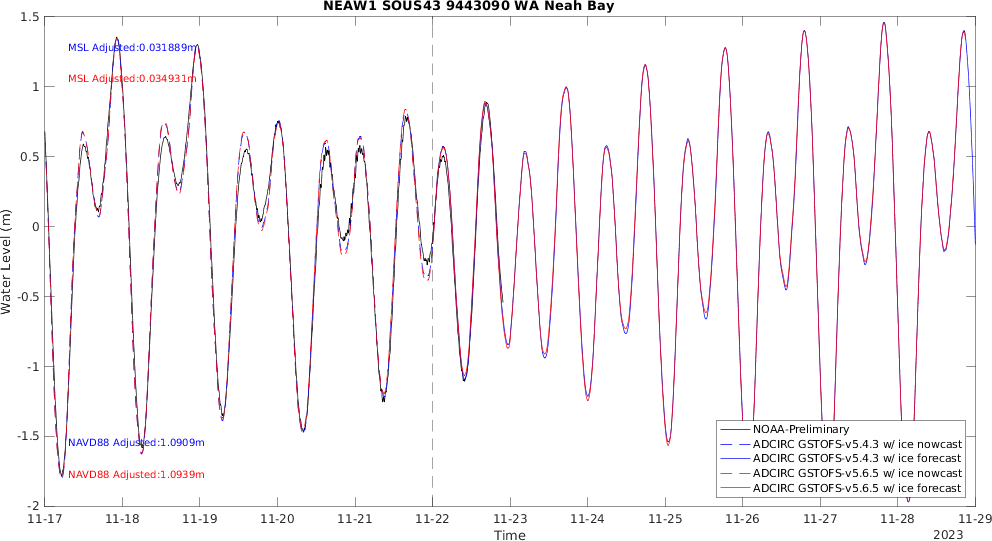 NEAW1 SOUS43 9443090 WA Neah Bay
1.5
1
0.5
0
-0.5
-1
-1.5
-2
Water Level (m)
MSL Adjusted:0.031889m
MSL Adjusted:0.034931m
NAVD88 Adjusted:1.0909m
NAVD88 Adjusted:1.0939m
NOAA-Preliminary
ADCIRC GSTOFS-v5.4.3 w/ ice nowcast
ADCIRC GSTOFS-v5.4.3 w/ ice forecast
ADCIRC GSTOFS-v5.6.5 w/ ice nowcast
ADCIRC GSTOFS-v5.6.5 w/ ice forecast
11-17 11-18 11-19 11-20 11-21 11-22 11-23 11-24 11-25 11-26 11-27 11-28 11-29
Time
2023